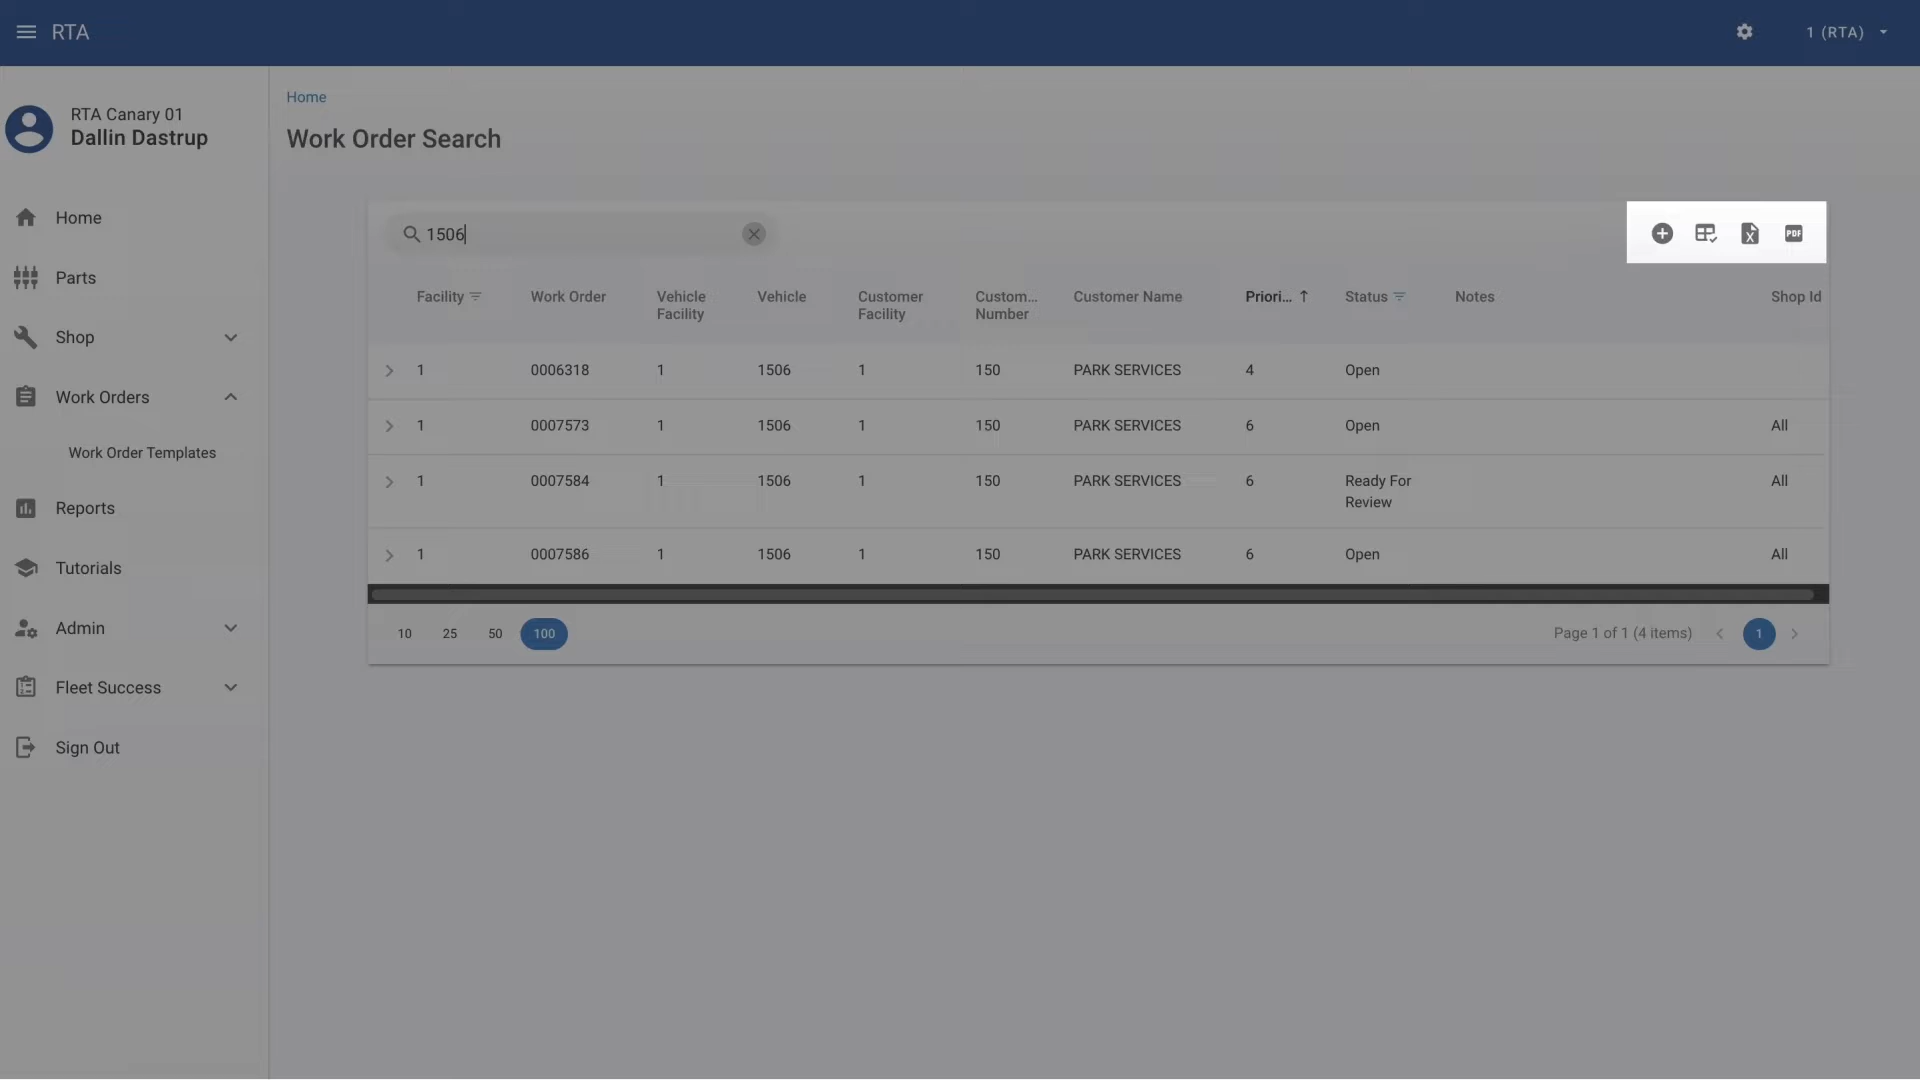 RTA
1 (RTA)
RTA Canary 01
Dallin Dastrup
Home
Parts
Shop
Work Orders
Work Order Templates
Reports
Tutorials
Admin
Fleet Success
Sign Out
Home
Work Order Search
1506
X
PDF
Facility Work Order Vehicle Facility Vehicle Customer Facility Custom... Number Customer Name Priori... Status Notes Shop Id
1 0006318 1 1506 1 150 PARK SERVICES 4 Open
1 0007573 1 1506 1 150 PARK SERVICES 6 Open All
1 0007584 1 1506 1 150 PARK SERVICES 6 Ready For Review All
1 0007586 1 1506 1 150 PARK SERVICES 6 Open All
10 25 50 100
Page 1 of 1 (4 items) 1